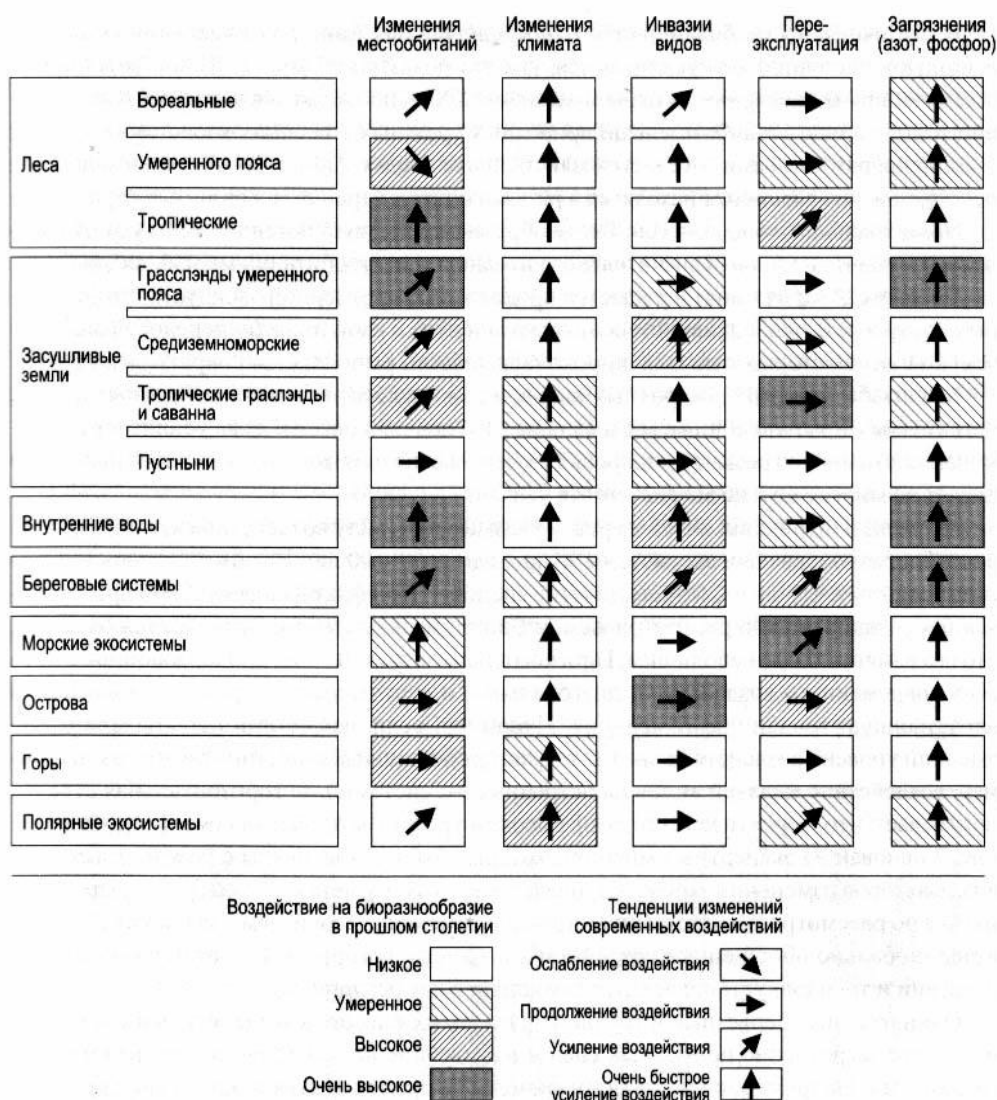 Изменения
местообитаний
Изменения
климата
Инвазии
видов
Пере-
эксплуатация
Загрязнения
(азот, фосфор)
Леса
Бореальные
Умеренного пояса
Тропические
Засушливые
земли
Грасслэнды умеренного
пояса
Средиземноморские
Тропические граслэнды
и саванна
Пустныни
Внутренние воды
Береговые системы
Морские экосистемы
Острова
Горы
Полярные экосистемы
Воздействие на биоразнообразие
в прошлом столетии
Низкое
Умеренное
Высокое
Очень высокое
Тенденции изменений
современных воздействий
Ослабление воздействия
Продолжение воздействия
Усиление воздействия
Очень быстрое
усиление воздействия